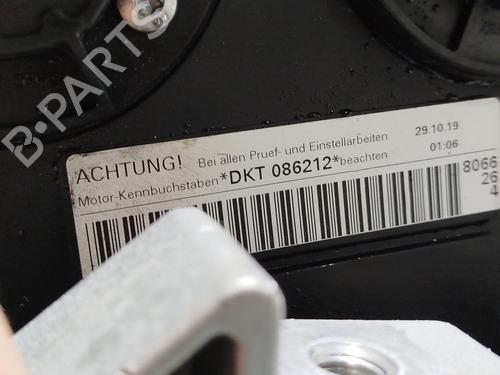 B-PARTS
ACHTUNG! Bei allen Pruef- und Einstellarbeiten 29.10.19
Motor-Kennbuchstaben *DKT 086212* beachten 01:06
8066
26
4